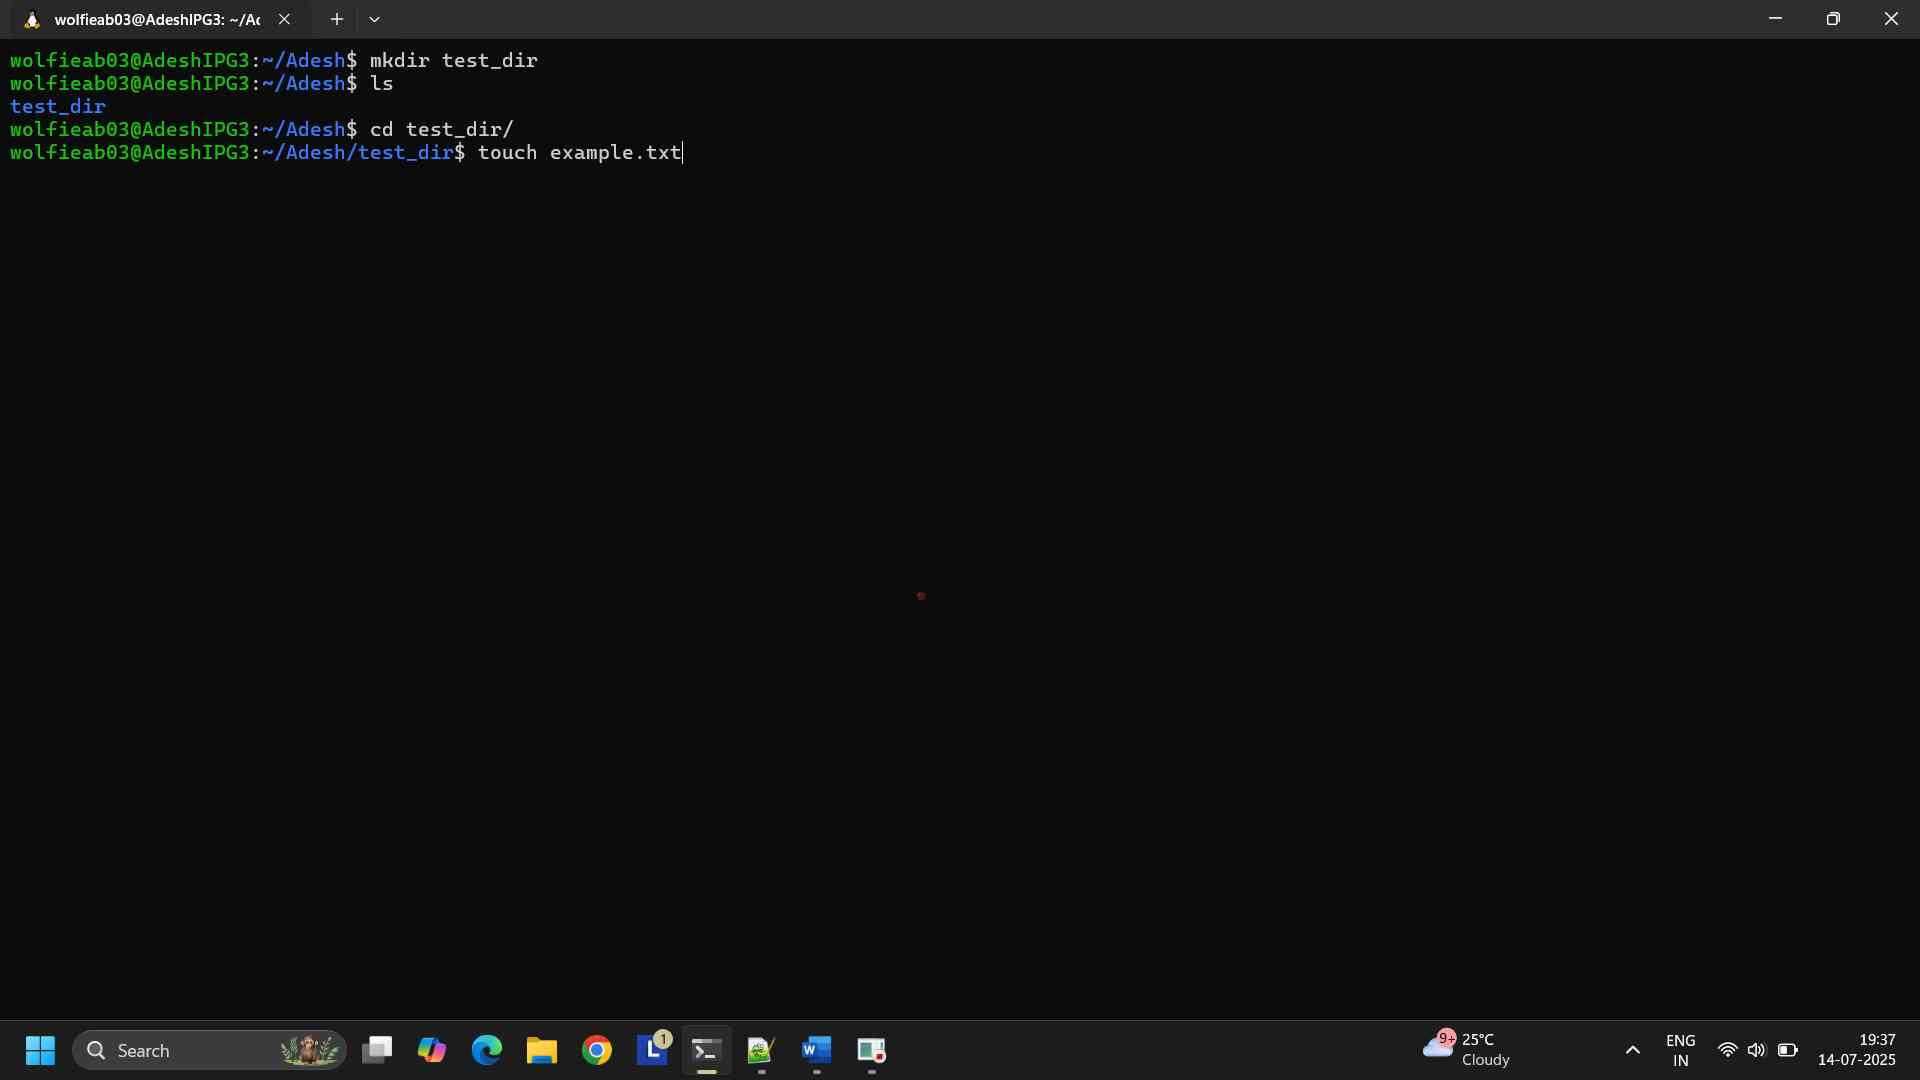 wolfieab03@AdeshIPG3: ~/Ad
wolfieab03@AdeshIPG3:~/Adesh$ mkdir test_dir
wolfieab03@AdeshIPG3:~/Adesh$ ls
test_dir
wolfieab03@AdeshIPG3:~/Adesh$ cd test_dir/
wolfieab03@AdeshIPG3:~/Adesh/test_dir$ touch example.txt
Search
L
1
W
9+
25°C
Cloudy
ENG
IN
19:37
14-07-2025